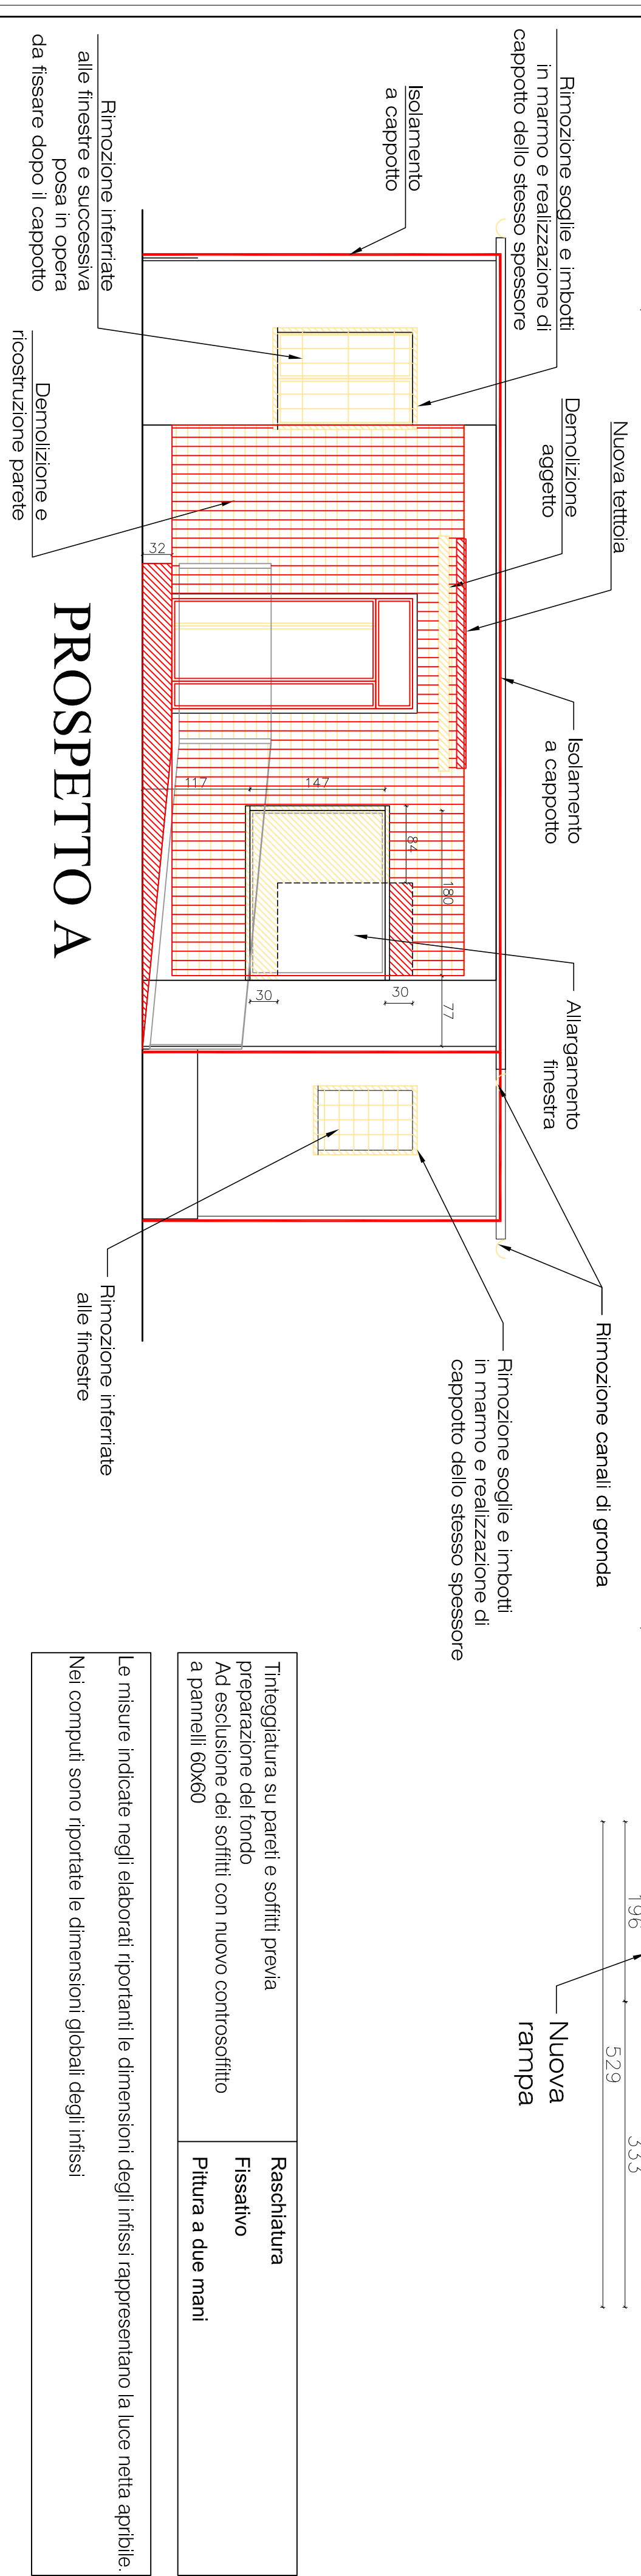 Nuova tetttoia
Rimozione soglie e imbotti
in marmo e realizzazione di
cappotto dello stesso spessore
Demolizione
aggetto
Isolamento
a cappotto
Isolamento
a cappotto
Allargamento
finestra
Rimozione canali di gronda
Rimozione soglie e imbotti
in marmo e realizzazione di
cappotto dello stesso spessore
Rimozione inferriate
alle finestre e successiva
posa in opera
da fissare dopo il cappotto
Demolizione e
ricostruzione parete
Rimozione inferriate
alle finestre
32
117
147
84
180
77
30
30
PROSPETTO A
196
333
529
Nuova
rampa
Tinteggiatura su pareti e soffitti previa
preparazione del fondo
Ad esclusione dei soffitti con nuovo controsoffitto
a pannelli 60x60
Raschiatura
Fissativo
Pittura a due mani
Le misure indicate negli elaborati riportanti le dimensioni degli infissi rappresentano la luce netta apribile.
Nei computi sono riportate le dimensioni globali degli infissi